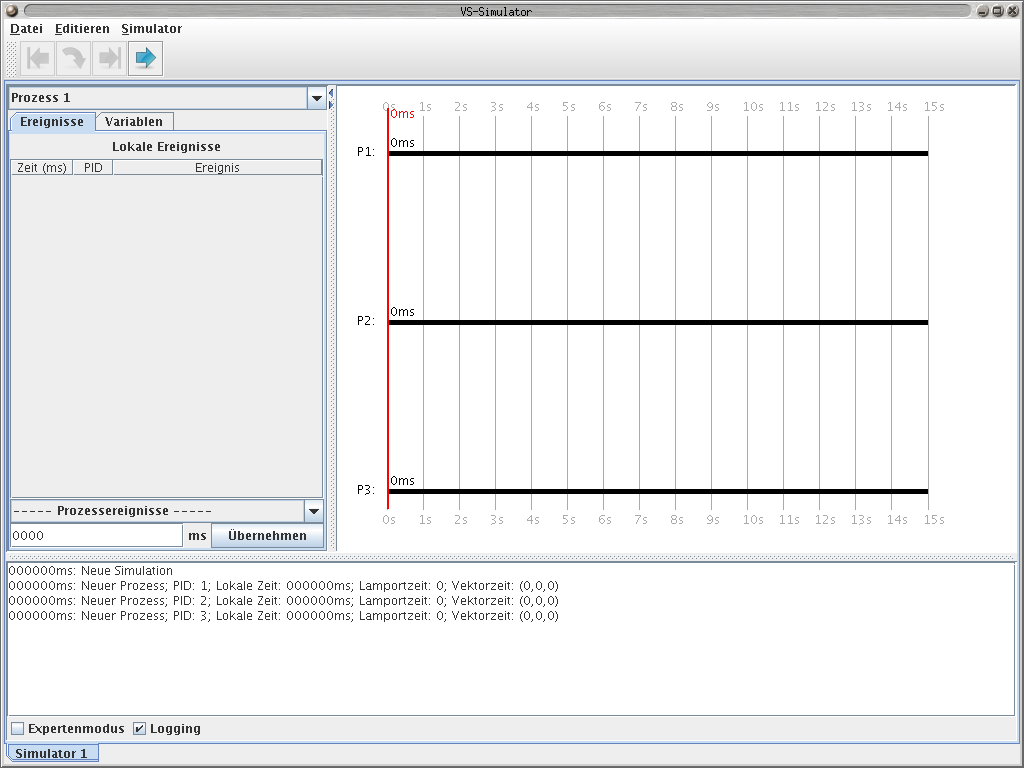 VS-Simulator
Datei Editieren Simulator
Prozess 1
Ereignisse Variablen
Lokale Ereignisse
Zeit (ms) PID Ereignis
----- Prozessereignisse -----
0000 ms Übernehmen
0s 1s 2s 3s 4s 5s 6s 7s 8s 9s 10s 11s 12s 13s 14s 15s
0ms
0ms
P1:
0ms
P2:
0ms
P3:
0s 1s 2s 3s 4s 5s 6s 7s 8s 9s 10s 11s 12s 13s 14s 15s
000000ms: Neue Simulation
000000ms: Neuer Prozess; PID: 1; Lokale Zeit: 000000ms; Lamportzeit: 0; Vektorzeit: (0,0,0)
000000ms: Neuer Prozess; PID: 2; Lokale Zeit: 000000ms; Lamportzeit: 0; Vektorzeit: (0,0,0)
000000ms: Neuer Prozess; PID: 3; Lokale Zeit: 000000ms; Lamportzeit: 0; Vektorzeit: (0,0,0)
Expertenmodus Logging
Simulator 1